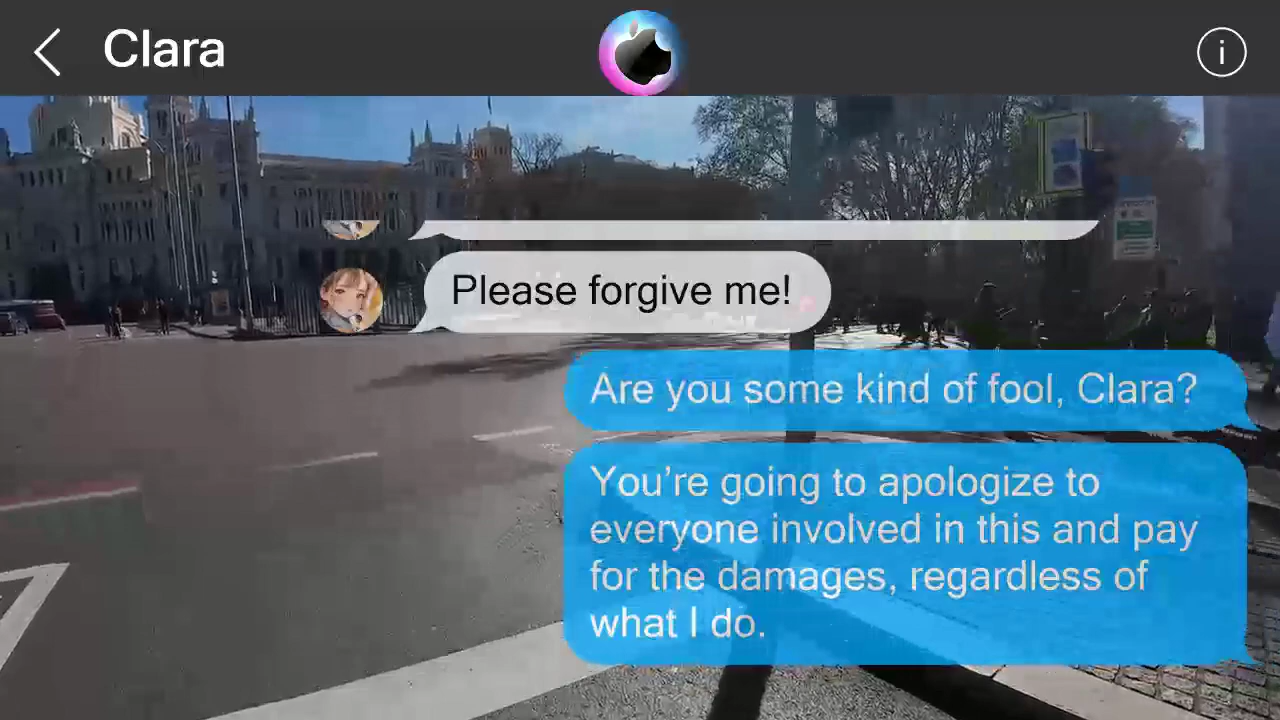 Clara
Please forgive me!
Are you some kind of fool, Clara?
You’re going to apologize to
everyone involved in this and pay
for the damages, regardless of
what I do.